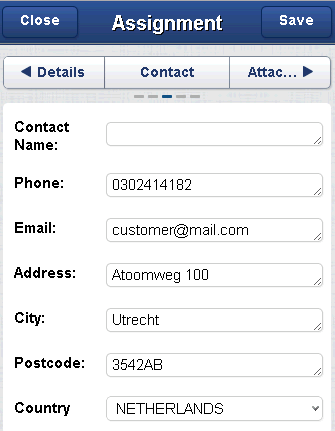 Close Assignment Save
◀ Details Contact Attac... ▶
Contact
Name:
Phone: 0302414182
Email: customer@mail.com
Address: Atoomweg 100
City: Utrecht
Postcode: 3542AB
Country NETHERLANDS